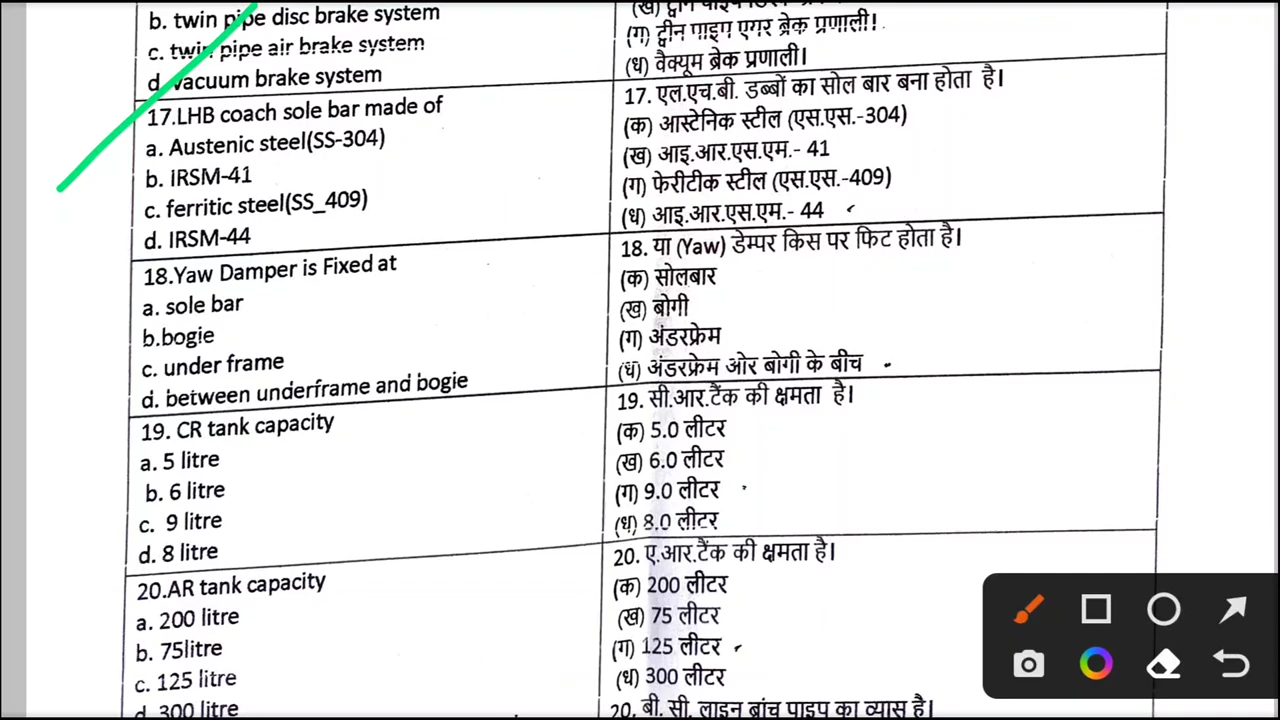 b. twin pipe disc brake system
c. twin pipe air brake system
d. vacuum brake system
(ग) ट्वीन पाइप एयर ब्रेक प्रणाली।
(ध) वैक्यूम ब्रेक प्रणाली।
17.LHB coach sole bar made of
a. Austenic steel(SS-304)
b. IRSM-41
c. ferritic steel(SS_409)
d. IRSM-44
17. एल.एच.बी. डब्बों का सोल बार बना होता है।
(क) आस्टेनिक स्टील (एस.एस.-304)
(ख) आइ.आर.एस.एम.- 41
(ग) फेरीटीक स्टील (एस.एस.-409)
(ध) आइ.आर.एस.एम.- 44
18.Yaw Damper is Fixed at
a. sole bar
b.bogie
c. under frame
d. between underframe and bogie
18. या (Yaw) डेम्पर किस पर फिट होता है।
(क) सोलबार
(ख) बोगी
(ग) अंडरफ्रेम
(ध) अंडरफ्रेम ओर बोगी के बीच
19. CR tank capacity
a. 5 litre
b. 6 litre
c. 9 litre
d. 8 litre
19. सी.आर.टैंक की क्षमता है।
(क) 5.0 लीटर
(ख) 6.0 लीटर
(ग) 9.0 लीटर
(ध) 8.0 लीटर
20.AR tank capacity
a. 200 litre
b. 75litre
c. 125 litre
d. 300 litre
20. ए.आर.टैंक की क्षमता है।
(क) 200 लीटर
(ख) 75 लीटर
(ग) 125 लीटर
(ध) 300 लीटर
20. बी. सी. लाइन ब्रांच पाइप का व्यास है।